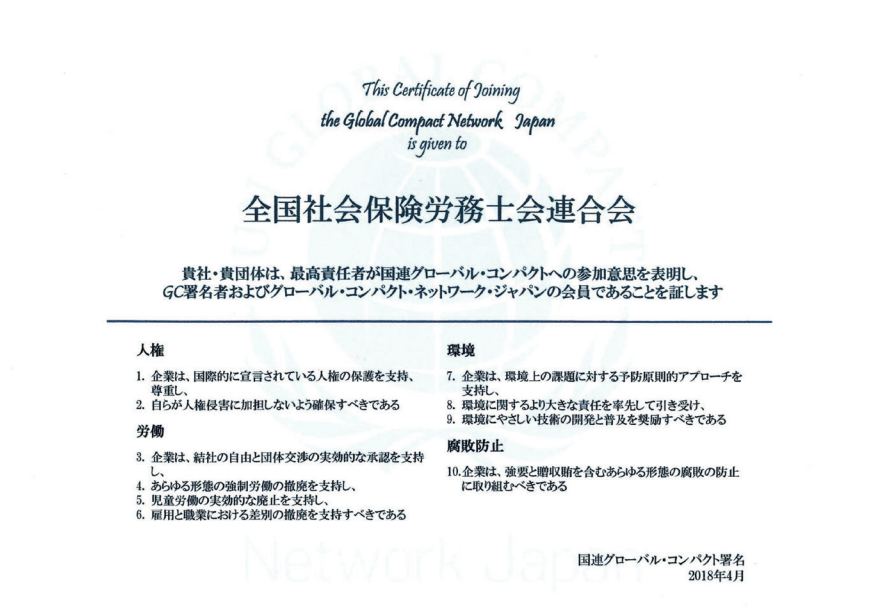 This Certificate of Joining
the Global Compact Network Japan
is given to
全国社会保険労務士会連合会
貴社・貴団体は、最高責任者が国連グローバル・コンパクトへの参加意思を表明し、
GC署名者およびグローバル・コンパクト・ネットワーク・ジャパンの会員であることを証します
人権
1. 企業は、国際的に宣言されている人権の保護を支持、
尊重し、
2. 自らが人権侵害に加担しないよう確保すべきである
労働
3. 企業は、結社の自由と団体交渉の実効的な承認を支持
し、
4. あらゆる形態の強制労働の撤廃を支持し、
5. 児童労働の実効的な廃止を支持し、
6. 雇用と職業における差別の撤廃を支持すべきである
環境
7. 企業は、環境上の課題に対する予防原則的アプローチを
支持し、
8. 環境に関するより大きな責任を率先して引き受け、
9. 環境にやさしい技術の開発と普及を奨励すべきである
腐敗防止
10.企業は、強要と贈収賄を含むあらゆる形態の腐敗の防止
に取り組むべきである
国連グローバル・コンパクト署名
2018年4月
UN GLOBAL COMPACT
Network Japan